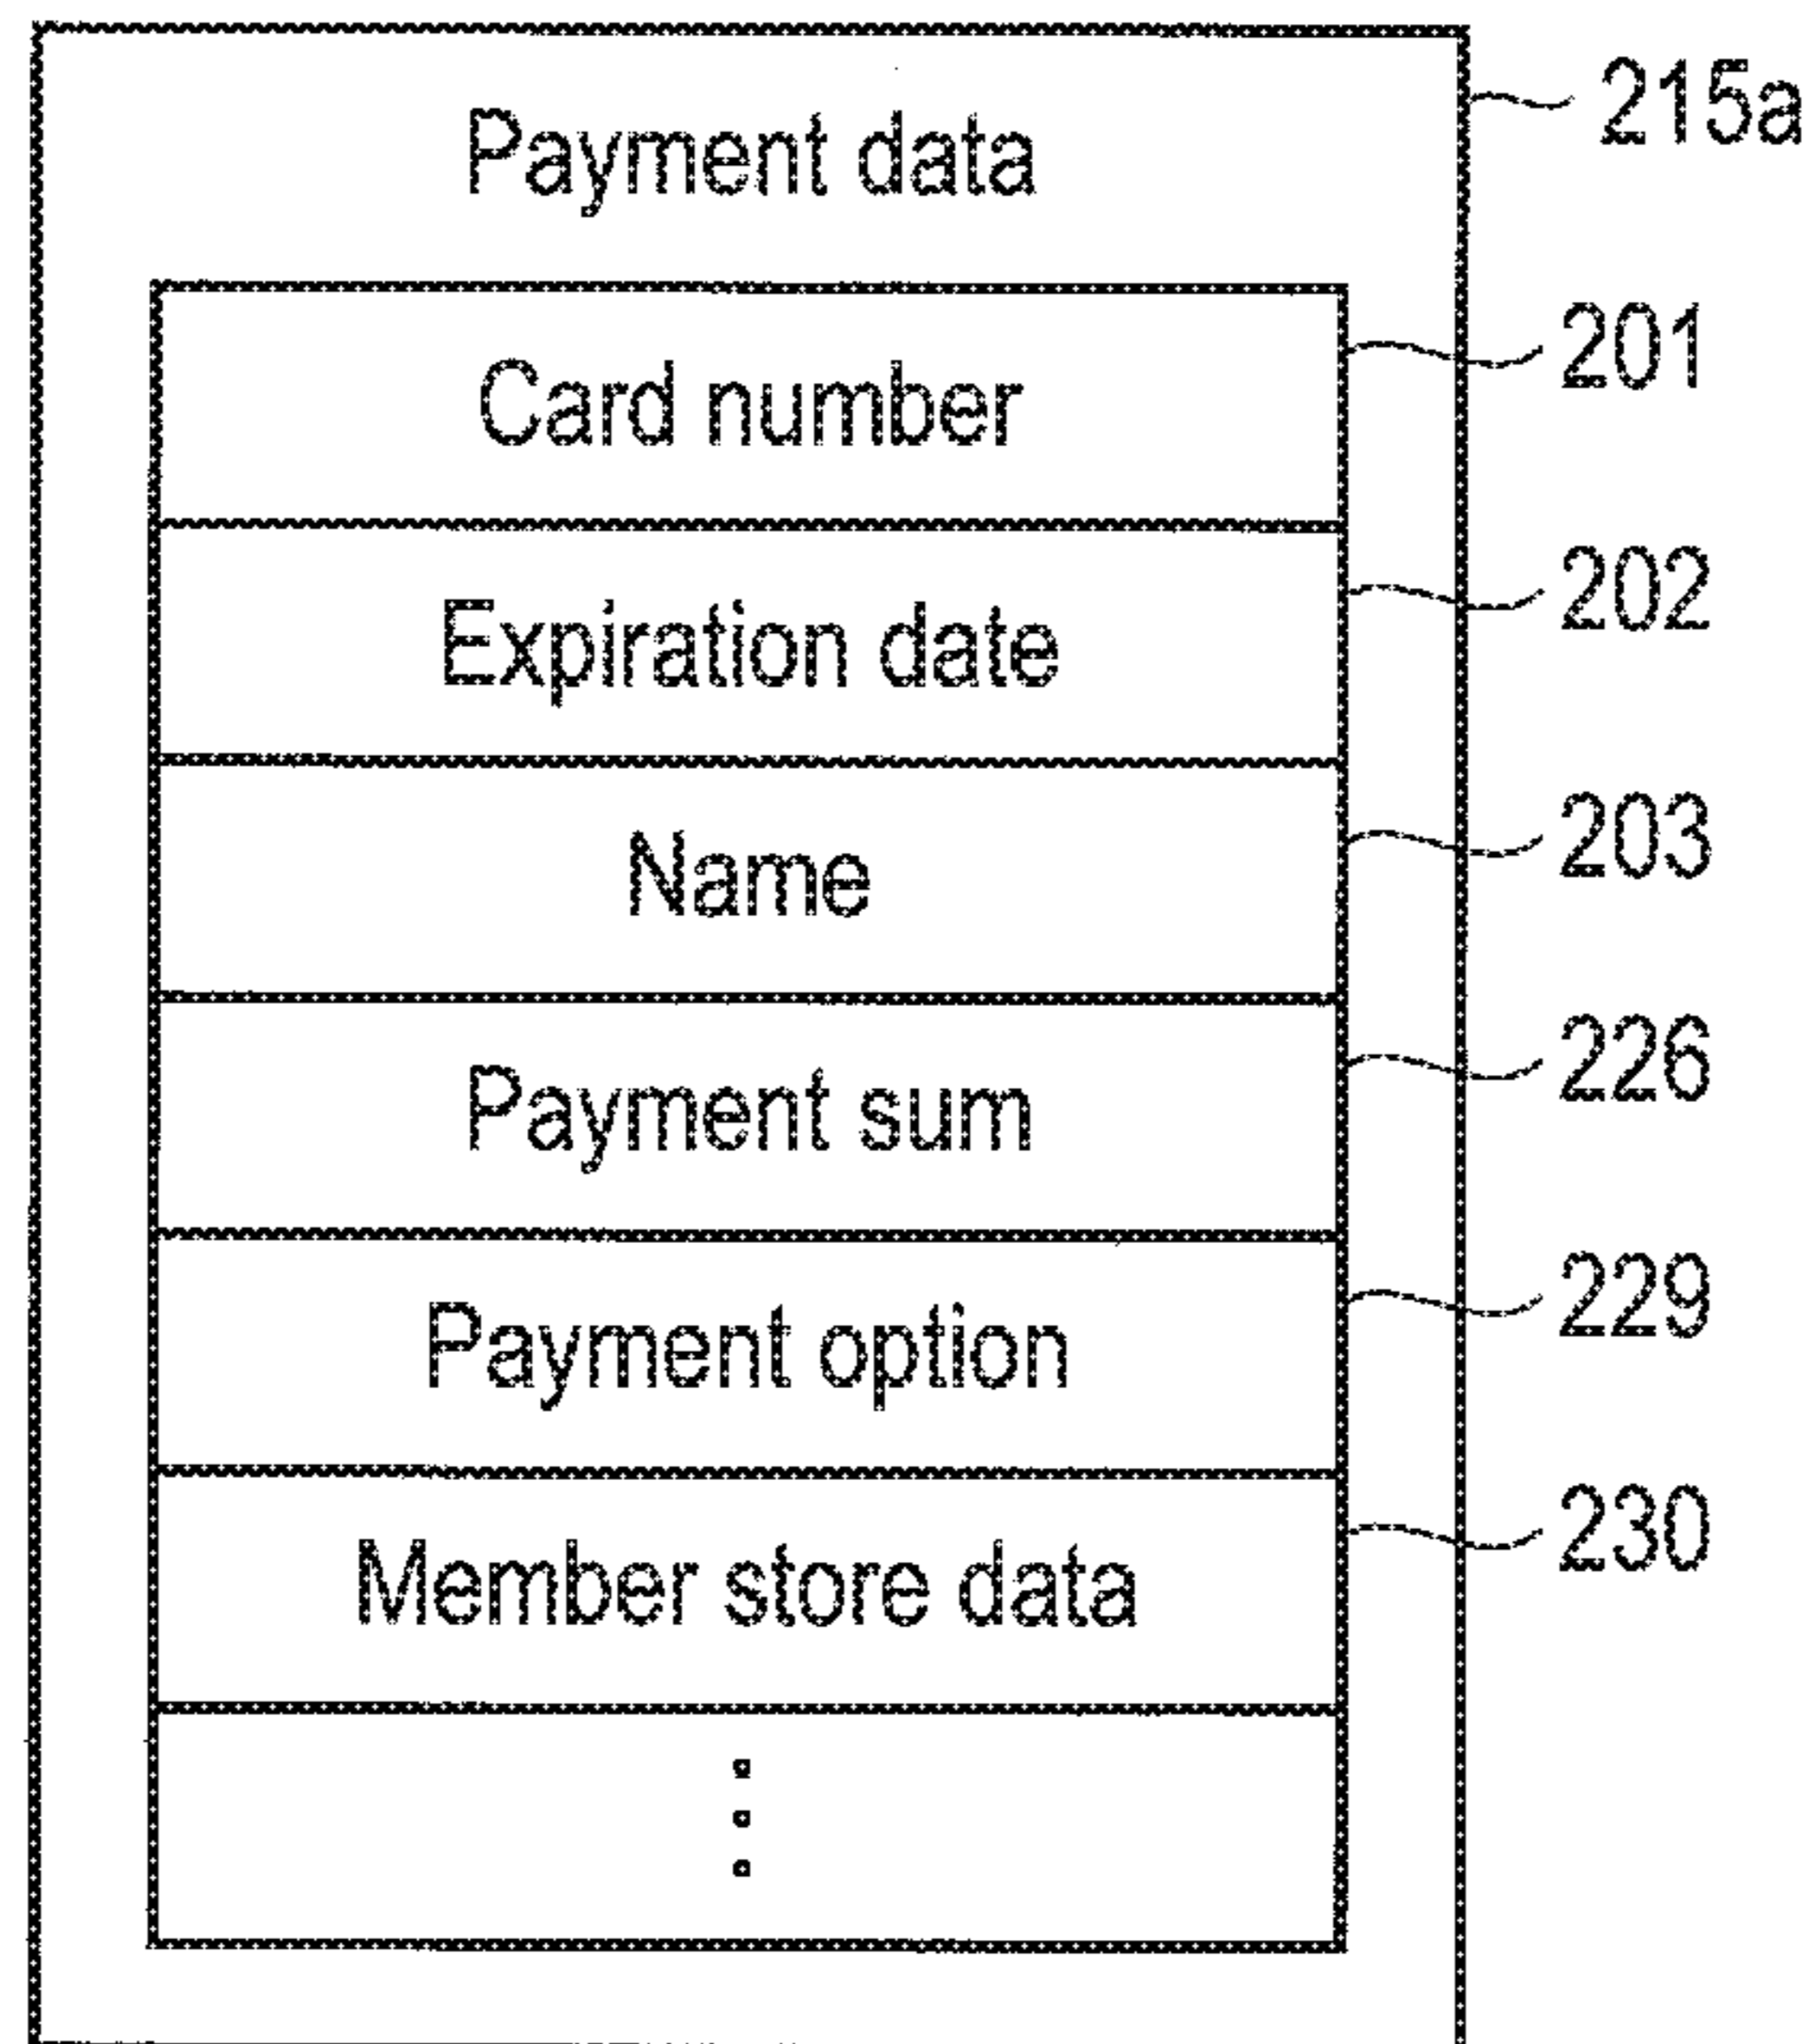 Payment data 215a
Card number 201
Expiration date 202
Name 203
Payment sum 226
Payment option 229
Member store data 230